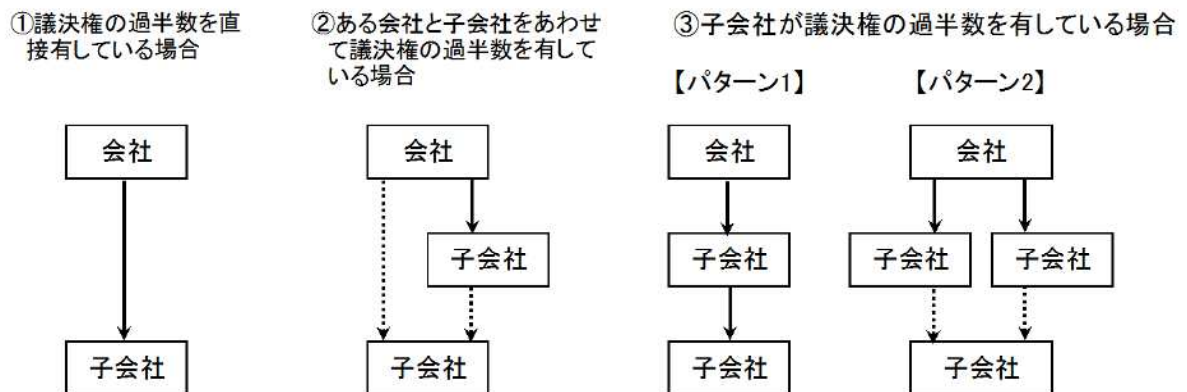 ①議決権の過半数を直
接有している場合
②ある会社と子会社をあわせ
て議決権の過半数を有して
いる場合
③子会社が議決権の過半数を有している場合
【パターン1】
【パターン2】
会社
会社
会社
会社
子会社
子会社
子会社
子会社
子会社
子会社
子会社
子会社